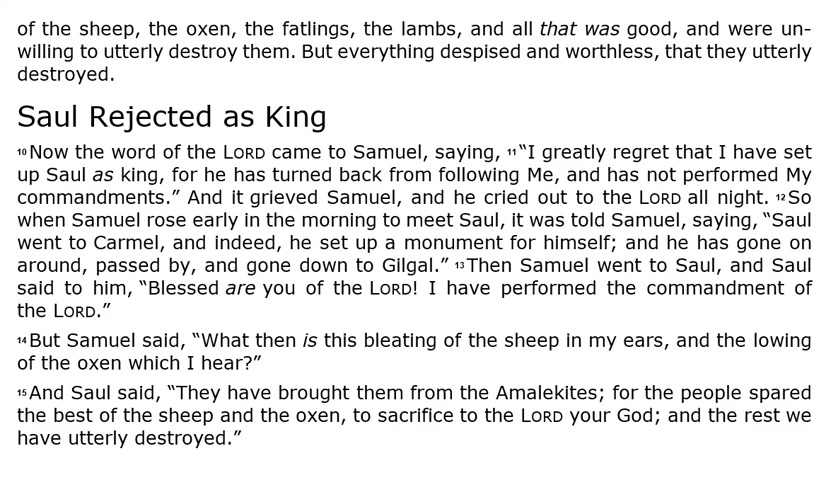 of the sheep, the oxen, the fatlings, the lambs, and all that was good, and were un-
willing to utterly destroy them. But everything despised and worthless, that they utterly
destroyed.
Saul Rejected as King
10 Now the word of the LORD came to Samuel, saying, 11 “I greatly regret that I have set
up Saul as king, for he has turned back from following Me, and has not performed My
commandments.” And it grieved Samuel, and he cried out to the LORD all night. 12 So
when Samuel rose early in the morning to meet Saul, it was told Samuel, saying, “Saul
went to Carmel, and indeed, he set up a monument for himself; and he has gone on
around, passed by, and gone down to Gilgal.” 13 Then Samuel went to Saul, and Saul
said to him, “Blessed are you of the LORD! I have performed the commandment of
the LORD.”
14 But Samuel said, “What then is this bleating of the sheep in my ears, and the lowing
of the oxen which I hear?”
15 And Saul said, “They have brought them from the Amalekites; for the people spared
the best of the sheep and the oxen, to sacrifice to the LORD your God; and the rest we
have utterly destroyed.”